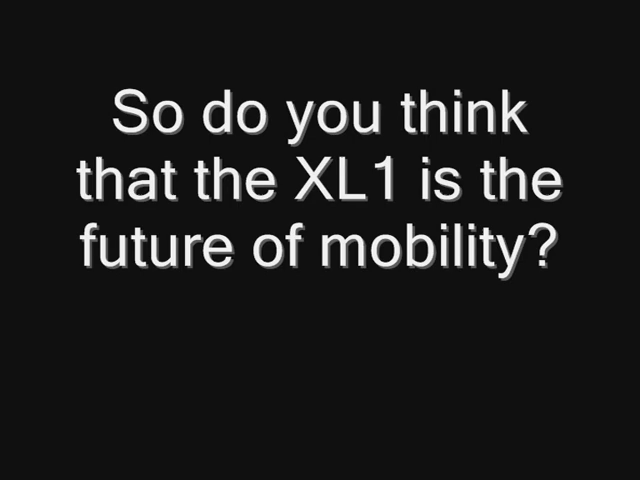 So do you think
that the XL1 is the
future of mobility?